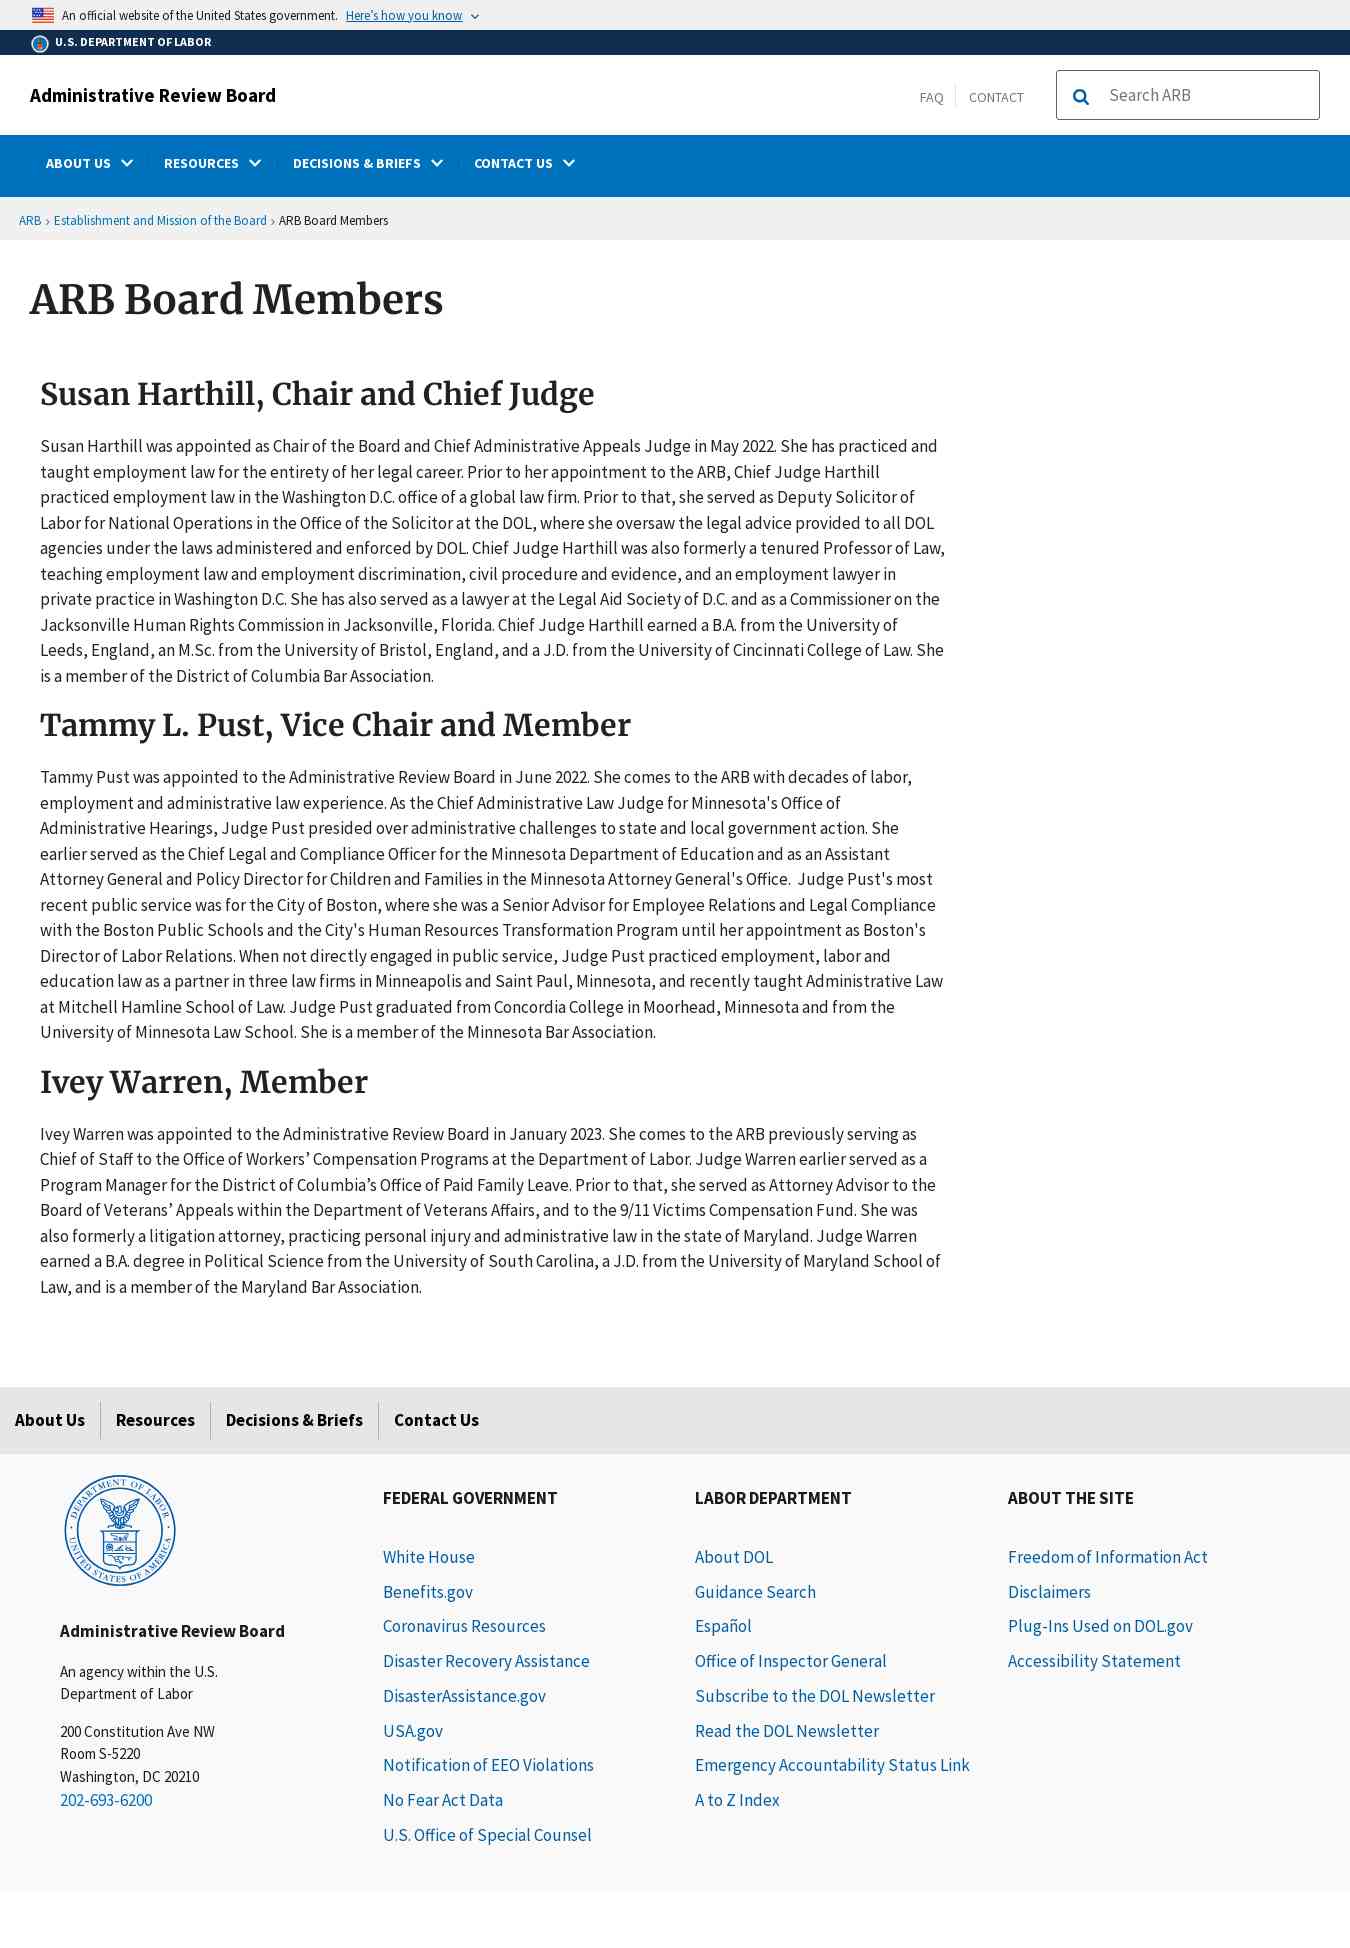 An official website of the United States government. Here’s how you know
U.S. DEPARTMENT OF LABOR
Administrative Review Board
FAQ
CONTACT
Search ARB
ABOUT US
RESOURCES
DECISIONS & BRIEFS
CONTACT US
ARB › Establishment and Mission of the Board › ARB Board Members
ARB Board Members
Susan Harthill, Chair and Chief Judge
Susan Harthill was appointed as Chair of the Board and Chief Administrative Appeals Judge in May 2022. She has practiced and
taught employment law for the entirety of her legal career. Prior to her appointment to the ARB, Chief Judge Harthill
practiced employment law in the Washington D.C. office of a global law firm. Prior to that, she served as Deputy Solicitor of
Labor for National Operations in the Office of the Solicitor at the DOL, where she oversaw the legal advice provided to all DOL
agencies under the laws administered and enforced by DOL. Chief Judge Harthill was also formerly a tenured Professor of Law,
teaching employment law and employment discrimination, civil procedure and evidence, and an employment lawyer in
private practice in Washington D.C. She has also served as a lawyer at the Legal Aid Society of D.C. and as a Commissioner on the
Jacksonville Human Rights Commission in Jacksonville, Florida. Chief Judge Harthill earned a B.A. from the University of
Leeds, England, an M.Sc. from the University of Bristol, England, and a J.D. from the University of Cincinnati College of Law. She
is a member of the District of Columbia Bar Association.
Tammy L. Pust, Vice Chair and Member
Tammy Pust was appointed to the Administrative Review Board in June 2022. She comes to the ARB with decades of labor,
employment and administrative law experience. As the Chief Administrative Law Judge for Minnesota's Office of
Administrative Hearings, Judge Pust presided over administrative challenges to state and local government action. She
earlier served as the Chief Legal and Compliance Officer for the Minnesota Department of Education and as an Assistant
Attorney General and Policy Director for Children and Families in the Minnesota Attorney General's Office.  Judge Pust's most
recent public service was for the City of Boston, where she was a Senior Advisor for Employee Relations and Legal Compliance
with the Boston Public Schools and the City's Human Resources Transformation Program until her appointment as Boston's
Director of Labor Relations. When not directly engaged in public service, Judge Pust practiced employment, labor and
education law as a partner in three law firms in Minneapolis and Saint Paul, Minnesota, and recently taught Administrative Law
at Mitchell Hamline School of Law. Judge Pust graduated from Concordia College in Moorhead, Minnesota and from the
University of Minnesota Law School. She is a member of the Minnesota Bar Association.
Ivey Warren, Member
Ivey Warren was appointed to the Administrative Review Board in January 2023. She comes to the ARB previously serving as
Chief of Staff to the Office of Workers’ Compensation Programs at the Department of Labor. Judge Warren earlier served as a
Program Manager for the District of Columbia’s Office of Paid Family Leave. Prior to that, she served as Attorney Advisor to the
Board of Veterans’ Appeals within the Department of Veterans Affairs, and to the 9/11 Victims Compensation Fund. She was
also formerly a litigation attorney, practicing personal injury and administrative law in the state of Maryland. Judge Warren
earned a B.A. degree in Political Science from the University of South Carolina, a J.D. from the University of Maryland School of
Law, and is a member of the Maryland Bar Association.
About Us
Resources
Decisions & Briefs
Contact Us
DEPARTMENT OF LABOR
UNITED STATES OF AMERICA
Administrative Review Board
An agency within the U.S.
Department of Labor
200 Constitution Ave NW
Room S-5220
Washington, DC 20210
202-693-6200
FEDERAL GOVERNMENT
White House
Benefits.gov
Coronavirus Resources
Disaster Recovery Assistance
DisasterAssistance.gov
USA.gov
Notification of EEO Violations
No Fear Act Data
U.S. Office of Special Counsel
LABOR DEPARTMENT
About DOL
Guidance Search
Español
Office of Inspector General
Subscribe to the DOL Newsletter
Read the DOL Newsletter
Emergency Accountability Status Link
A to Z Index
ABOUT THE SITE
Freedom of Information Act
Disclaimers
Plug-Ins Used on DOL.gov
Accessibility Statement